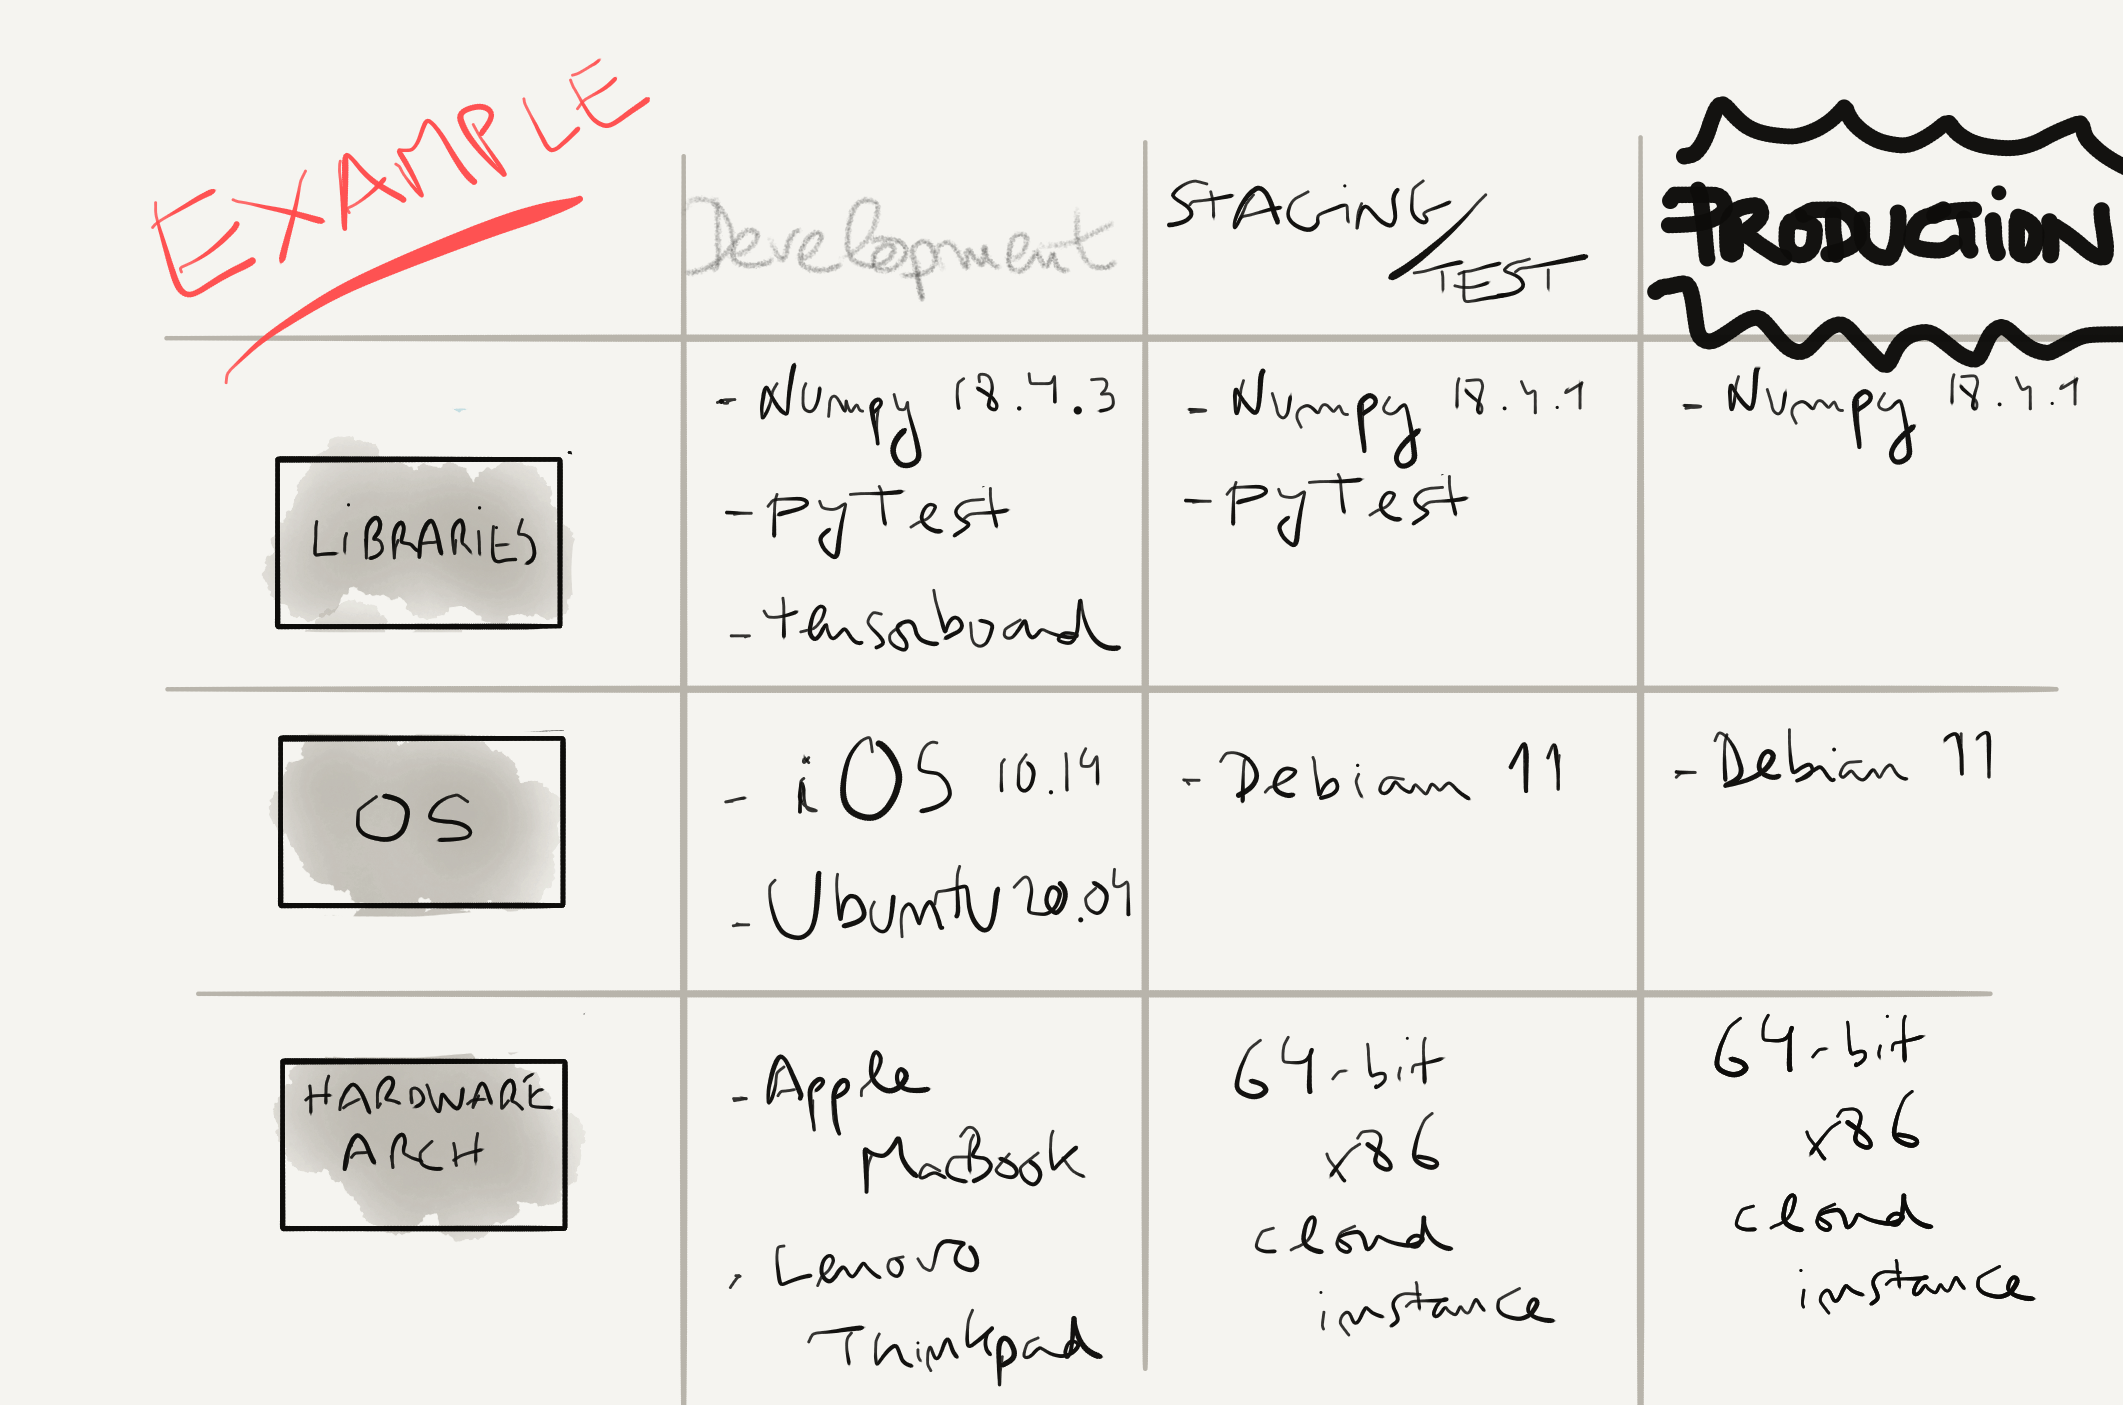 EXAMPLE
Development
STAGING/
TEST
PRODUCTION
LIBRARIES
- Numpy 18.4.3
- PyTest
- tensorboard
- Numpy 18.4.1
- PyTest
- Numpy 18.4.1
OS
- iOS 10.14
- Ubuntu 20.04
- Debian 11
- Debian 11
HARDWARE
ARCH
- Apple
MacBook
- Lenovo
Thinkpad
64-bit
x86
cloud
instance
64-bit
x86
cloud
instance